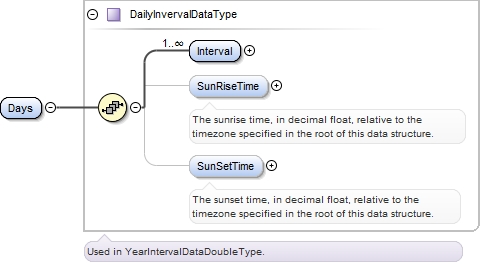 DailyInvervalDataType
1..∞
Interval
Days
SunRiseTime
The sunrise time, in decimal float, relative to the
timezone specified in the root of this data structure.
SunSetTime
The sunset time, in decimal float, relative to the
timezone specified in the root of this data structure.
Used in YearIntervalDataDoubleType.